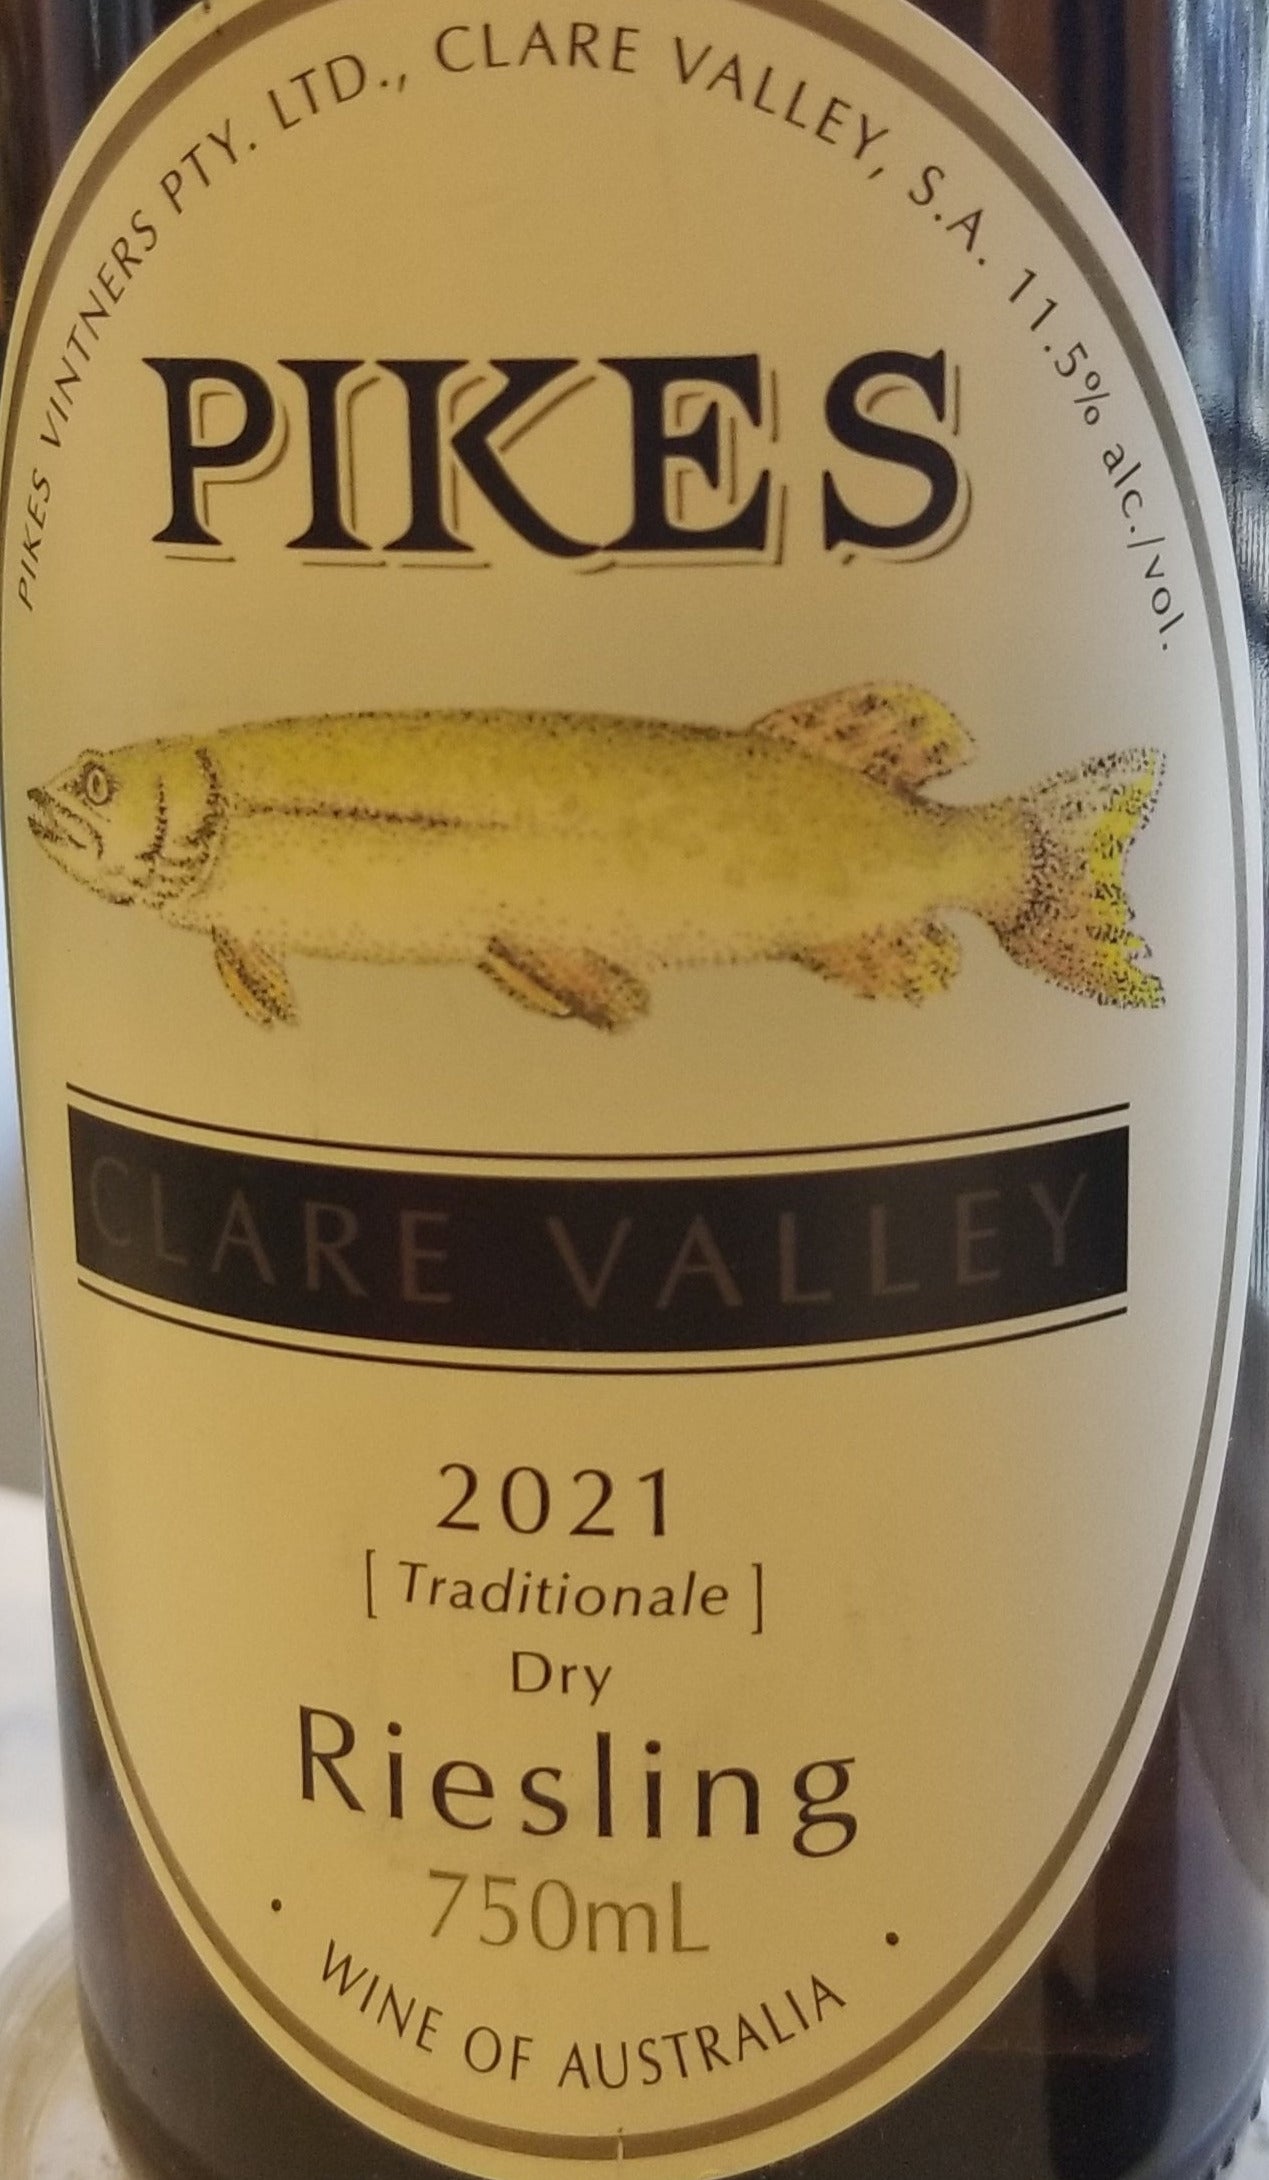 PIKES VINTNERS PTY. LTD., CLARE VALLEY, S.A. 11.5% alc./vol.
PIKES
CLARE VALLEY
2021
[ Traditionale ]
Dry
Riesling
750mL
• WINE OF AUSTRALIA •